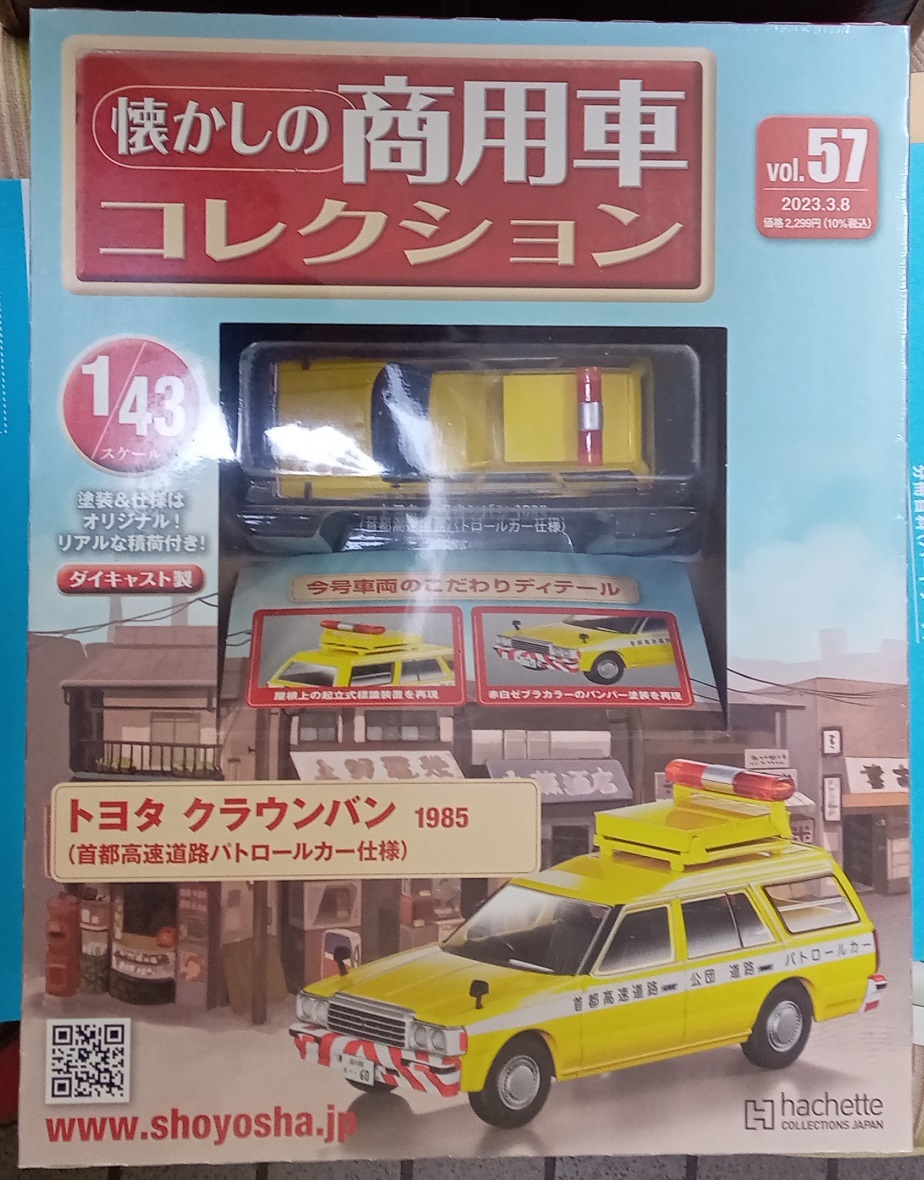 懐かしの商用車
コレクション
vol.57
2023.3.8
価格2,299円(10%税込)
1/43
スケール
塗装&仕様は
オリジナル!
リアルな積荷付き!
ダイキャスト製
(首都高速道路パトロールカー仕様)
今号車両のこだわりディテール
屋根上の起立式標識装置を再現
赤白ゼブラカラーのバンパー塗装を再現
トヨタ クラウンバン 1985
(首都高速道路パトロールカー仕様)
首都高速道路 公団 道路 パトロールカー
60
www.shoyosha.jp
hachette
COLLECTIONS JAPAN